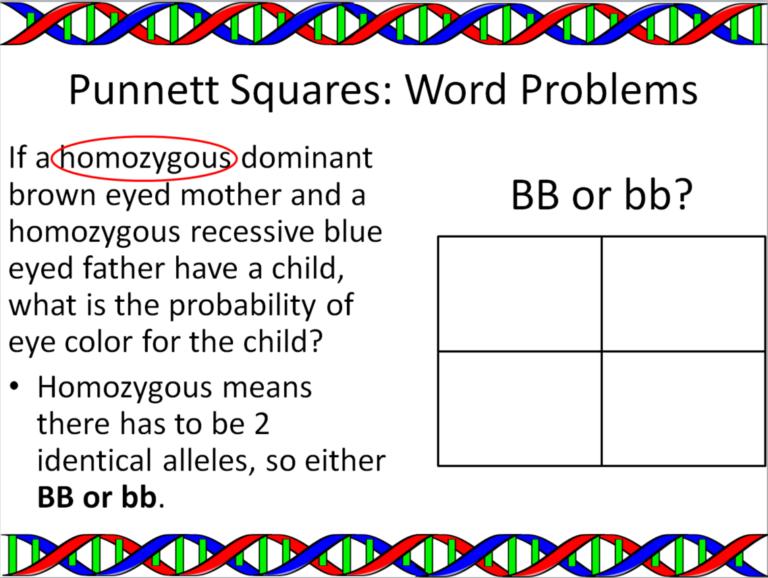 Punnett Squares: Word Problems
If a homozygous dominant
brown eyed mother and a
homozygous recessive blue
eyed father have a child,
what is the probability of
eye color for the child?
• Homozygous means
there has to be 2
identical alleles, so either
BB or bb.
BB or bb?